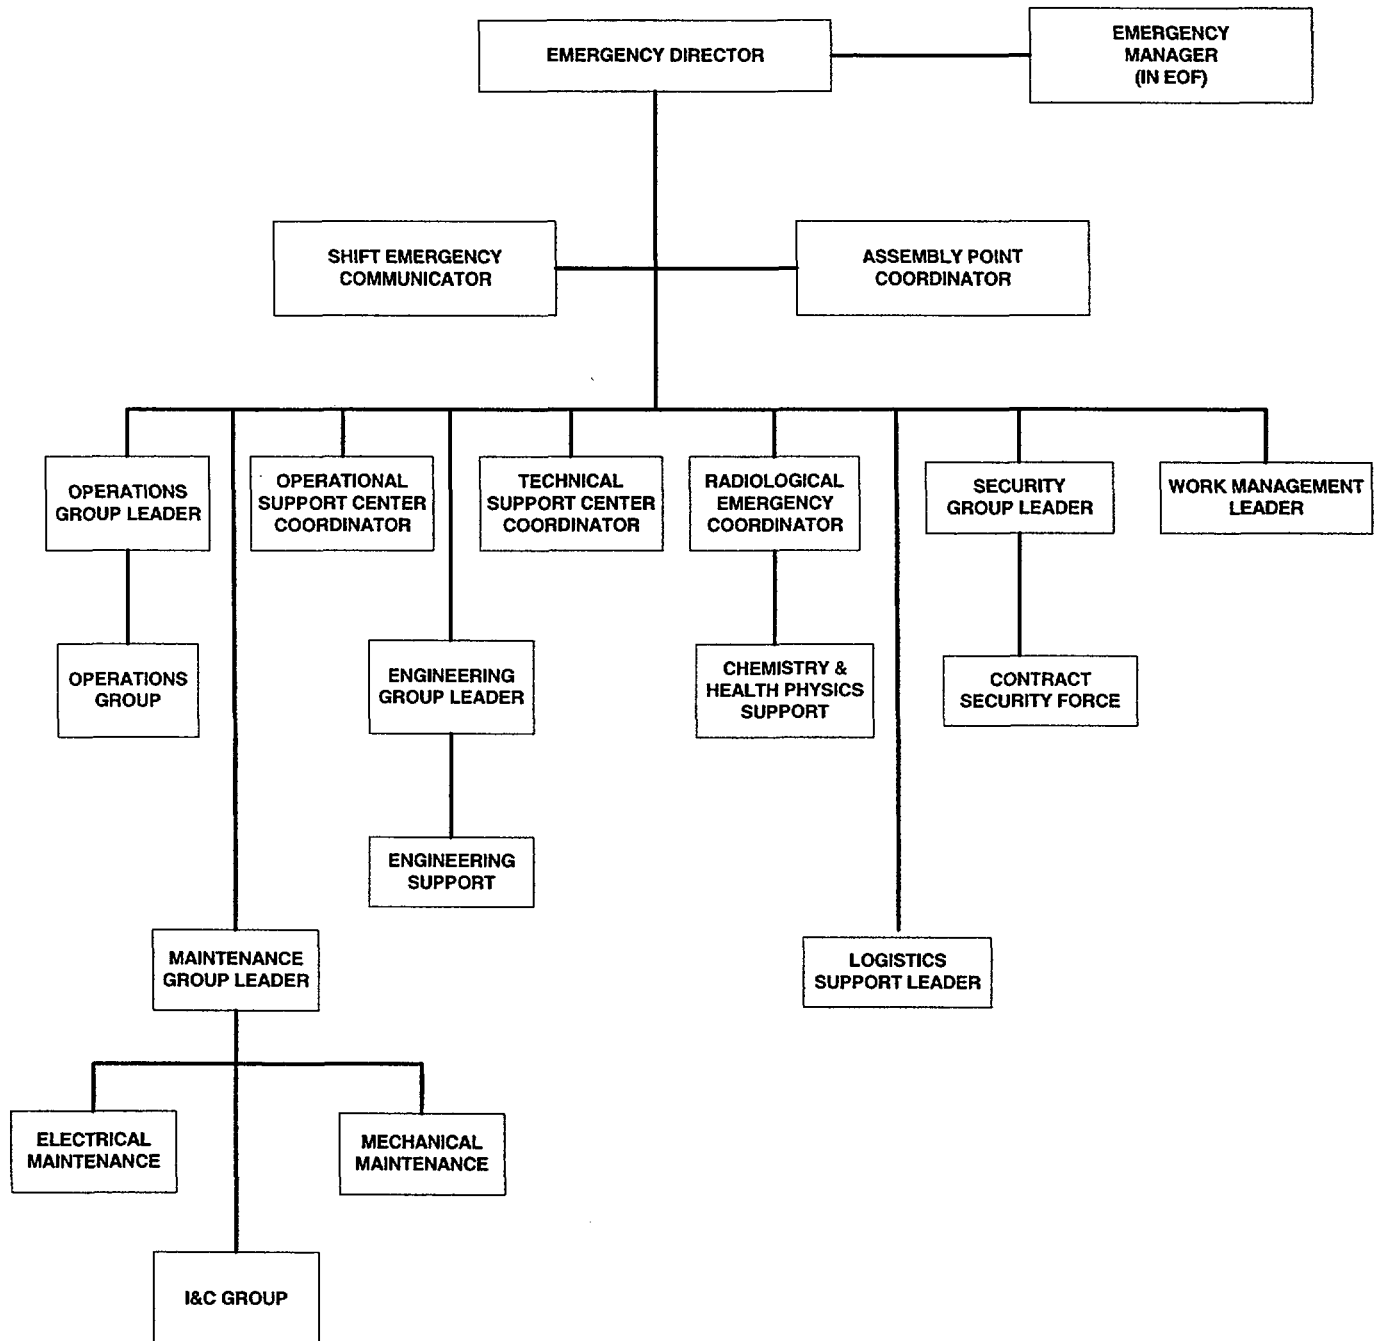 EMERGENCY DIRECTOR
EMERGENCY
MANAGER
(IN EOF)
SHIFT EMERGENCY
COMMUNICATOR
ASSEMBLY POINT
COORDINATOR
OPERATIONS
GROUP LEADER
OPERATIONAL
SUPPORT CENTER
COORDINATOR
TECHNICAL
SUPPORT CENTER
COORDINATOR
RADIOLOGICAL
EMERGENCY
COORDINATOR
SECURITY
GROUP LEADER
WORK MANAGEMENT
LEADER
OPERATIONS
GROUP
ENGINEERING
GROUP LEADER
CHEMISTRY &
HEALTH PHYSICS
SUPPORT
CONTRACT
SECURITY FORCE
ENGINEERING
SUPPORT
MAINTENANCE
GROUP LEADER
LOGISTICS
SUPPORT LEADER
ELECTRICAL
MAINTENANCE
MECHANICAL
MAINTENANCE
I&C GROUP